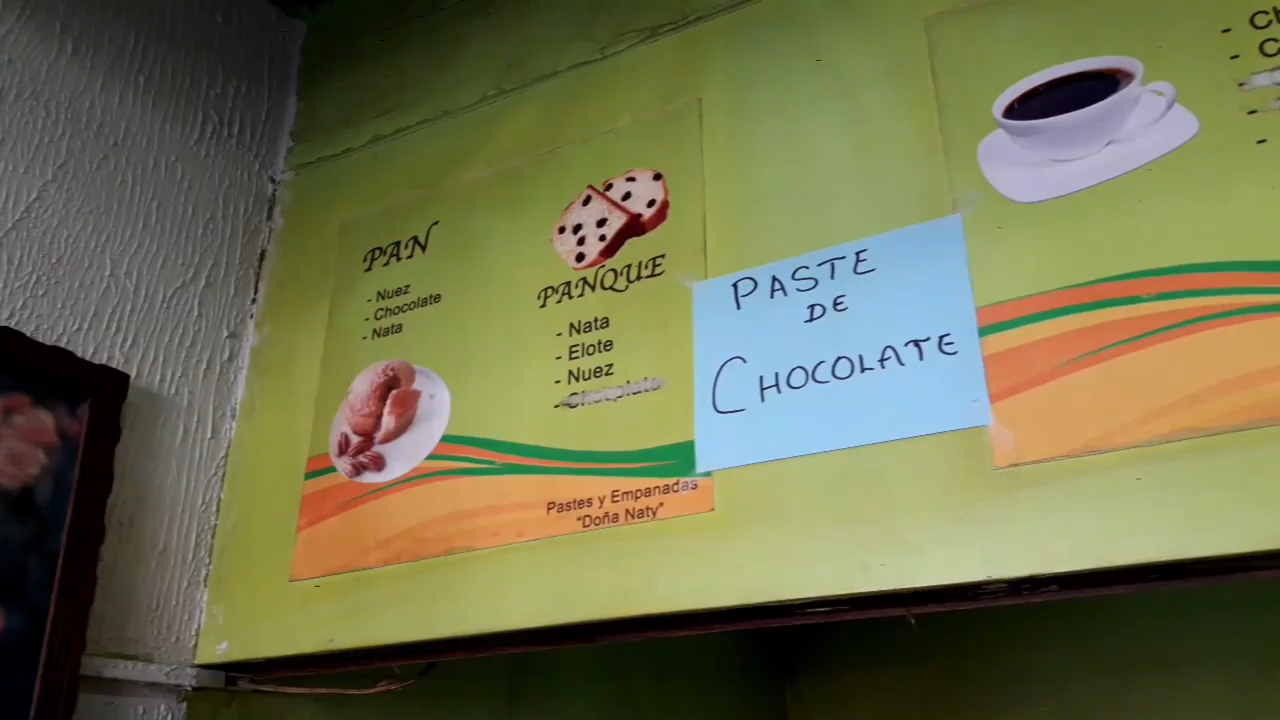 PAN
- Nuez
- Chocolate
- Nata
PANQUE
- Nata
- Elote
- Nuez
- Chocolate
Pastes y Empanadas
"Doña Naty"
PASTE
DE
CHOCOLATE